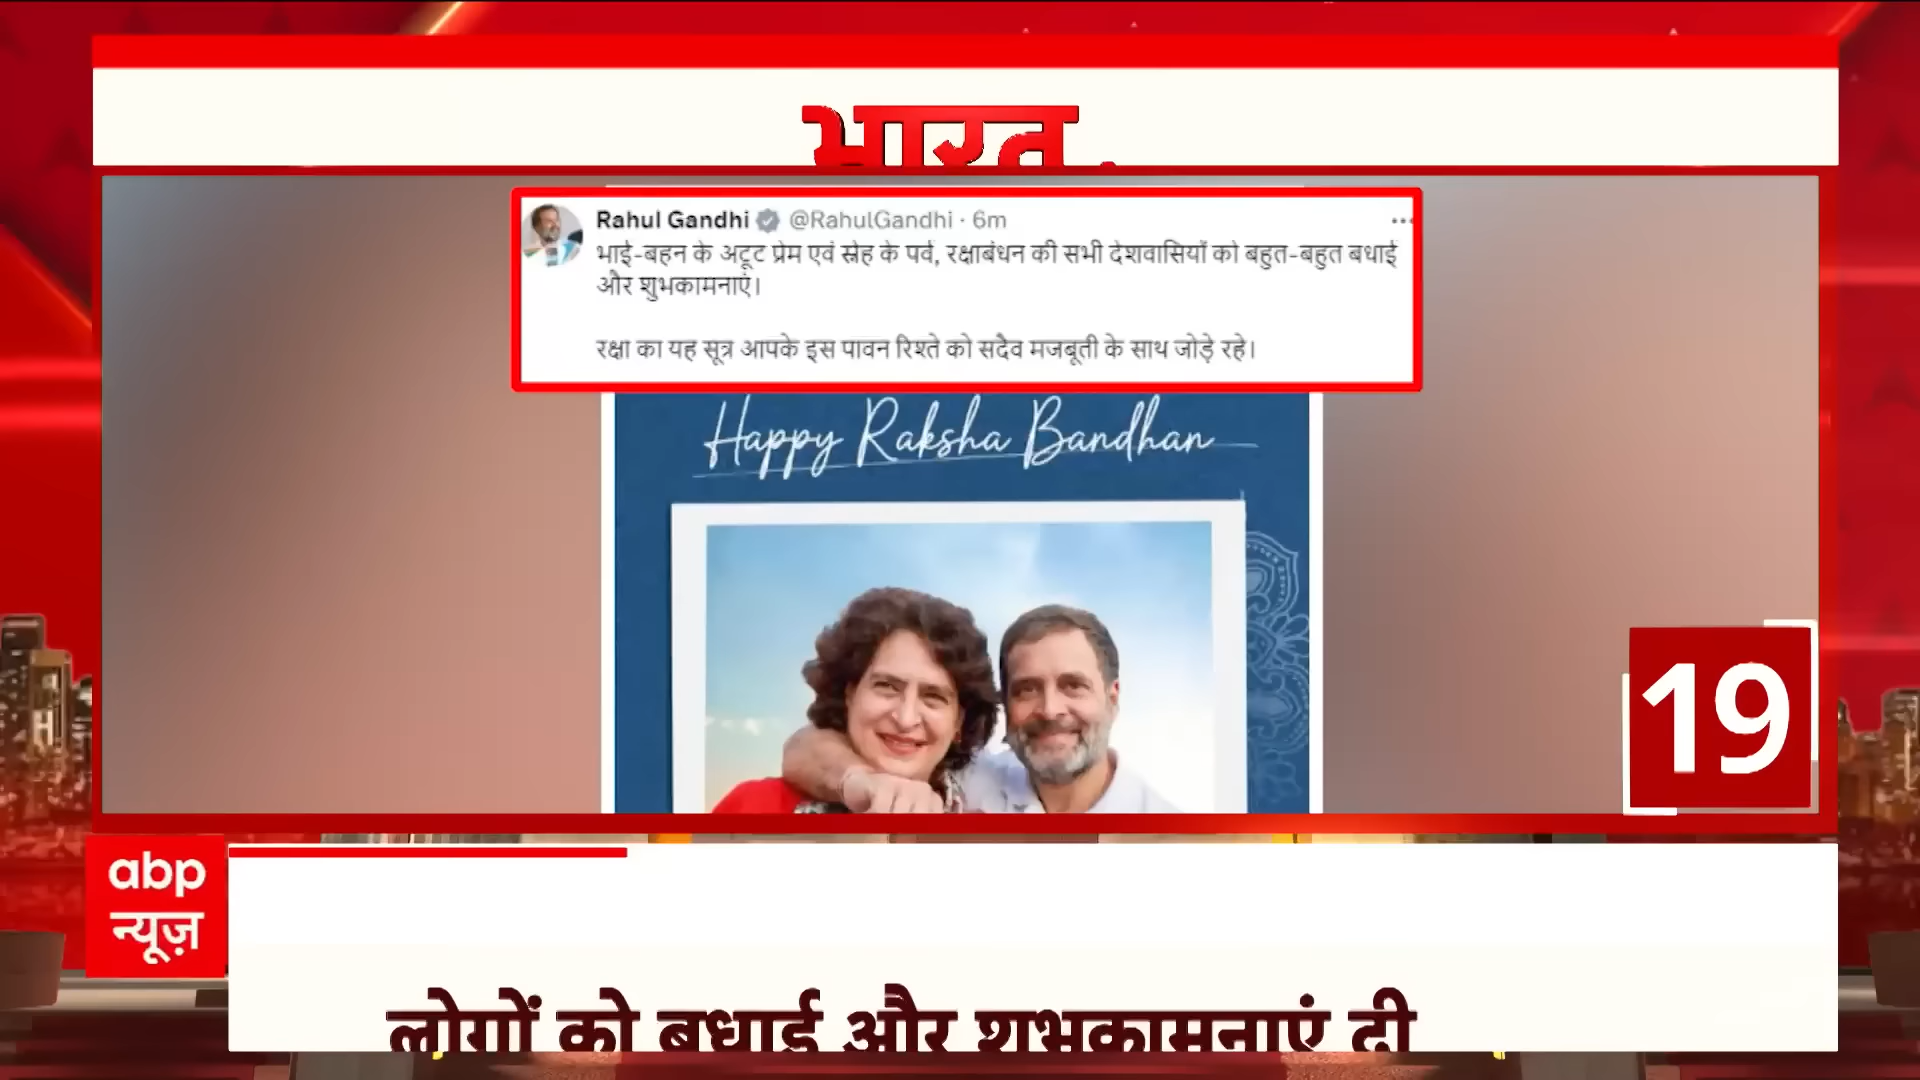 भारत
Rahul Gandhi @RahulGandhi · 6m
भाई-बहन के अटूट प्रेम एवं स्नेह के पर्व, रक्षाबंधन की सभी देशवासियों को बहुत-बहुत बधाई
और शुभकामनाएं।
रक्षा का यह सूत्र आपके इस पावन रिश्ते को सदैव मजबूती के साथ जोड़े रहे।
Happy Raksha Bandhan
19
abp
न्यूज़
लोगों को बधाई और शुभकामनाएं दी